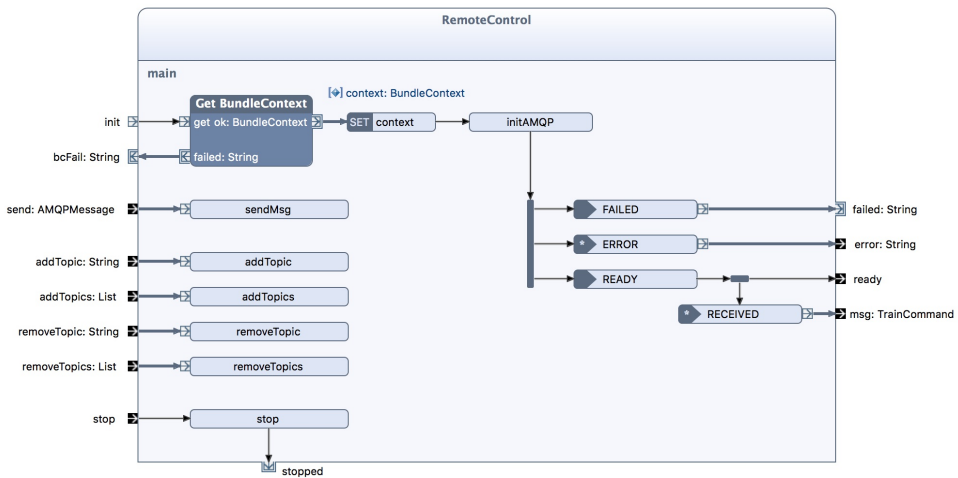 RemoteControl
main
context: BundleContext
Get BundleContext
init
get ok: BundleContext
SET context
initAMQP
bcFail: String
failed: String
send: AMQPMessage
sendMsg
FAILED
failed: String
* ERROR
error: String
addTopic: String
addTopic
READY
ready
addTopics: List
addTopics
* RECEIVED
msg: TrainCommand
removeTopic: String
removeTopic
removeTopics: List
removeTopics
stop
stop
stopped